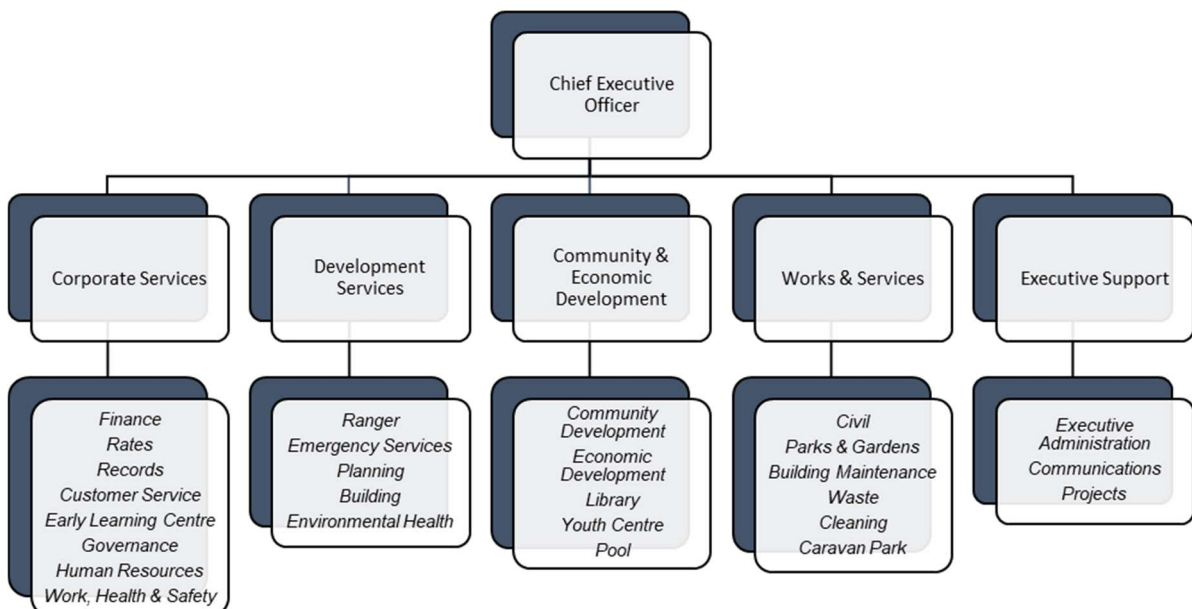 Chief Executive
Officer
Corporate Services
Development
Services
Community &
Economic
Development
Works & Services
Executive Support
Finance
Rates
Records
Customer Service
Early Learning Centre
Governance
Human Resources
Work, Health & Safety
Ranger
Emergency Services
Planning
Building
Environmental Health
Community
Development
Economic
Development
Library
Youth Centre
Pool
Civil
Parks & Gardens
Building Maintenance
Waste
Cleaning
Caravan Park
Executive
Administration
Communications
Projects